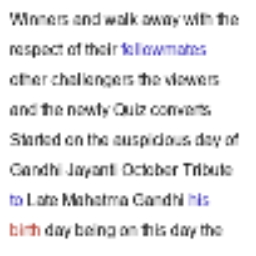 Winners and walk away with the
respect of their fellowmates
other challengers the viewers
and the newly Quiz converts
Started on the auspicious day of
Gandhi Jayanti October Tribute
to Late Mahatma Gandhi his
birth day being on this day the